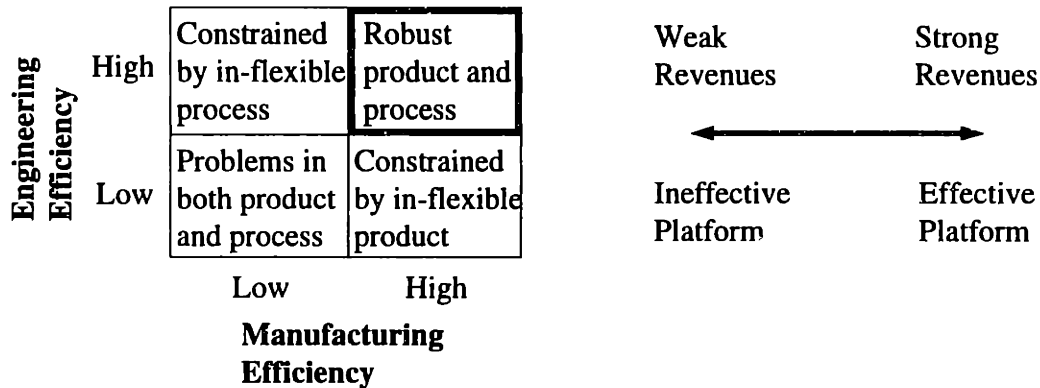 Engineering
Efficiency
High
Low
Constrained
by in-flexible
process
Robust
product and
process
Problems in
both product
and process
Constrained
by in-flexible
product
Low
High
Manufacturing
Efficiency
Weak
Revenues
Strong
Revenues
Ineffective
Platform
Effective
Platform